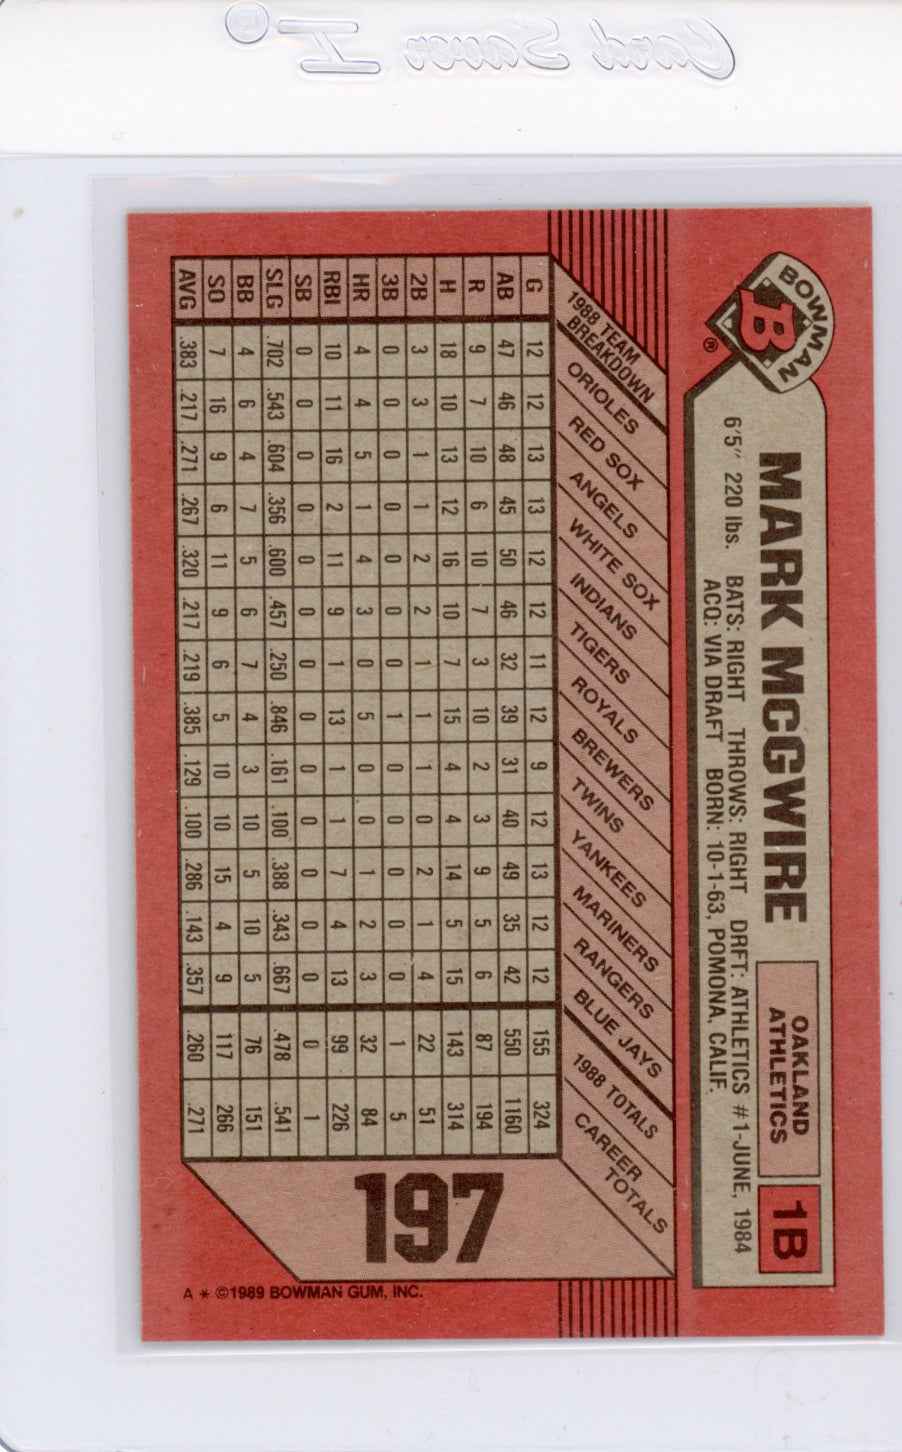 Card Saver I
BOWMAN
B
®
MARK MCGWIRE
OAKLAND
ATHLETICS
1B
6'5" 220 lbs. BATS: RIGHT THROWS: RIGHT DRFT: ATHLETICS #1-JUNE, 1984
ACQ: VIA DRAFT BORN: 10-1-63, POMONA, CALIF.
1988 TEAM
BREAKDOWN
ORIOLES
RED SOX
ANGELS
WHITE SOX
INDIANS
TIGERS
ROYALS
BREWERS
TWINS
YANKEES
MARINERS
RANGERS
BLUE JAYS
1988 TOTALS
CAREER
TOTALS
G 12 12 13 13 12 12 11 12 9 12 13 12 12 155 324
AB 47 46 48 45 50 46 32 39 31 40 49 35 42 550 1160
R 9 7 10 6 10 7 3 10 2 3 9 5 6 87 194
H 18 10 13 12 16 10 7 15 4 4 14 5 15 143 314
2B 3 3 1 1 2 2 1 1 1 0 2 1 4 22 51
3B 0 0 0 0 0 0 0 1 0 0 0 0 0 1 5
HR 4 4 5 1 4 3 0 5 0 0 1 2 3 32 84
RBI 10 11 16 2 11 9 1 13 1 1 7 4 13 99 226
SB 0 0 0 0 0 0 0 0 0 0 0 0 0 0 1
SLG .702 .543 .604 .356 .600 .457 .250 .846 .161 .100 .388 .343 .667 .478 .541
BB 4 6 4 7 5 6 7 4 3 10 5 10 5 76 151
SO 7 16 9 6 11 9 6 5 10 10 15 4 9 117 266
AVG .383 .217 .271 .267 .320 .217 .219 .385 .129 .100 .286 .143 .357 .260 .271
197
A * ©1989 BOWMAN GUM, INC.